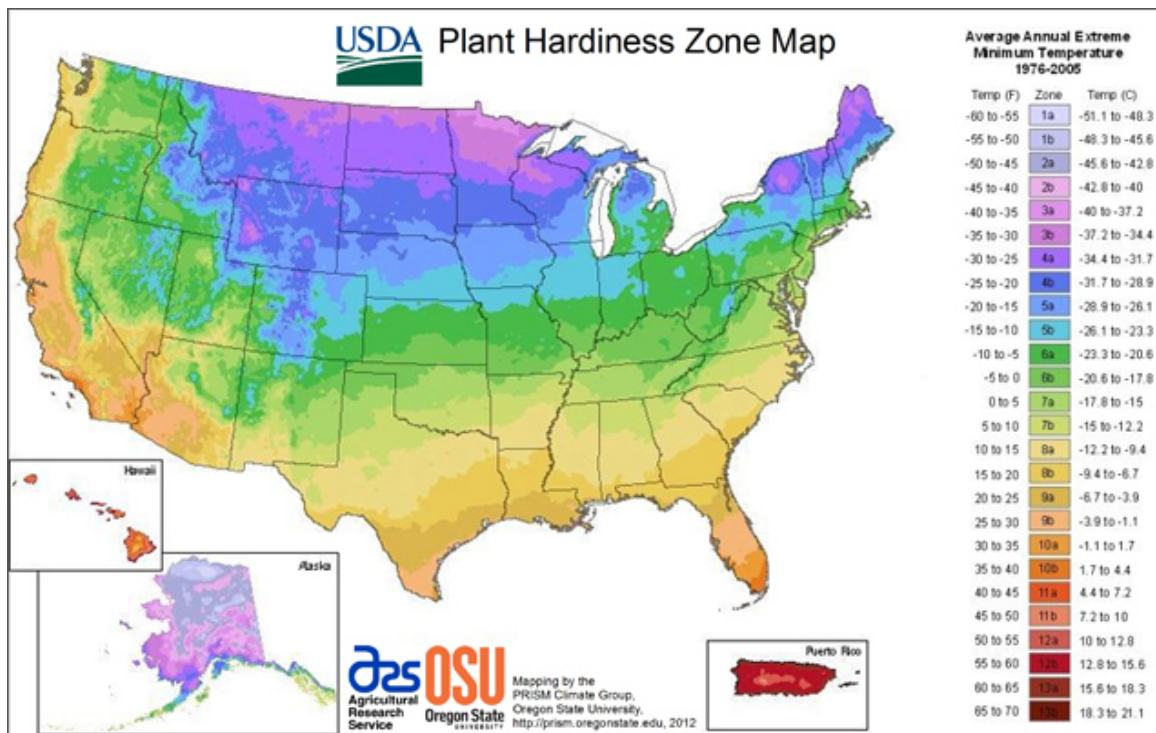 USDA
Plant Hardiness Zone Map
Average Annual Extreme
Minimum Temperature
1976-2005
Temp (F) Zone Temp (C)
-60 to -55 1a -51.1 to -48.3
-55 to -50 1b -48.3 to -45.6
-50 to -45 2a -45.6 to -42.8
-45 to -40 2b -42.8 to -40
-40 to -35 3a -40 to -37.2
-35 to -30 3b -37.2 to -34.4
-30 to -25 4a -34.4 to -31.7
-25 to -20 4b -31.7 to -28.9
-20 to -15 5a -28.9 to -26.1
-15 to -10 5b -26.1 to -23.3
-10 to -5 6a -23.3 to -20.6
-5 to 0 6b -20.6 to -17.8
0 to 5 7a -17.8 to -15
5 to 10 7b -15 to -12.2
10 to 15 8a -12.2 to -9.4
15 to 20 8b -9.4 to -6.7
20 to 25 9a -6.7 to -3.9
25 to 30 9b -3.9 to -1.1
30 to 35 10a -1.1 to 1.7
35 to 40 10b 1.7 to 4.4
40 to 45 11a 4.4 to 7.2
45 to 50 11b 7.2 to 10
50 to 55 12a 10 to 12.8
55 to 60 12b 12.8 to 15.6
60 to 65 13a 15.6 to 18.3
65 to 70 13b 18.3 to 21.1
Hawaii
Alaska
Puerto Rico
ars
Agricultural
Research
Service
OSU
Oregon State
UNIVERSITY
Mapping by the
PRISM Climate Group,
Oregon State University,
http://prism.oregonstate.edu, 2012